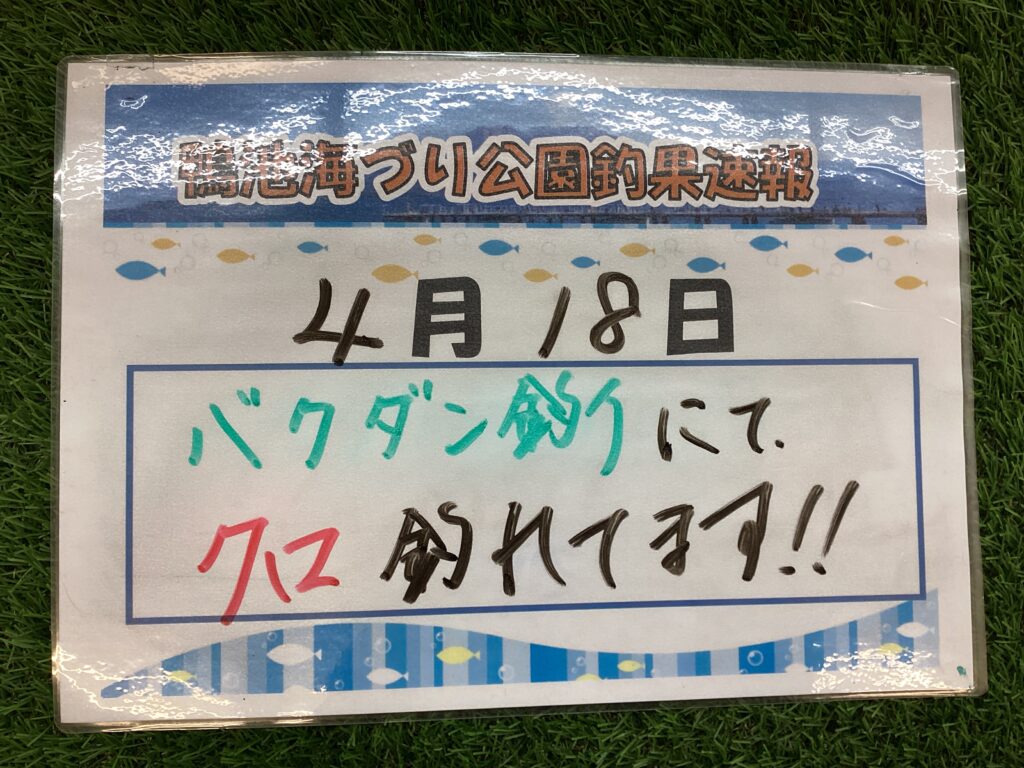 鴨池海づり公園釣果速報
4月18日
バクダン釣りにて
クロ釣れてます!!